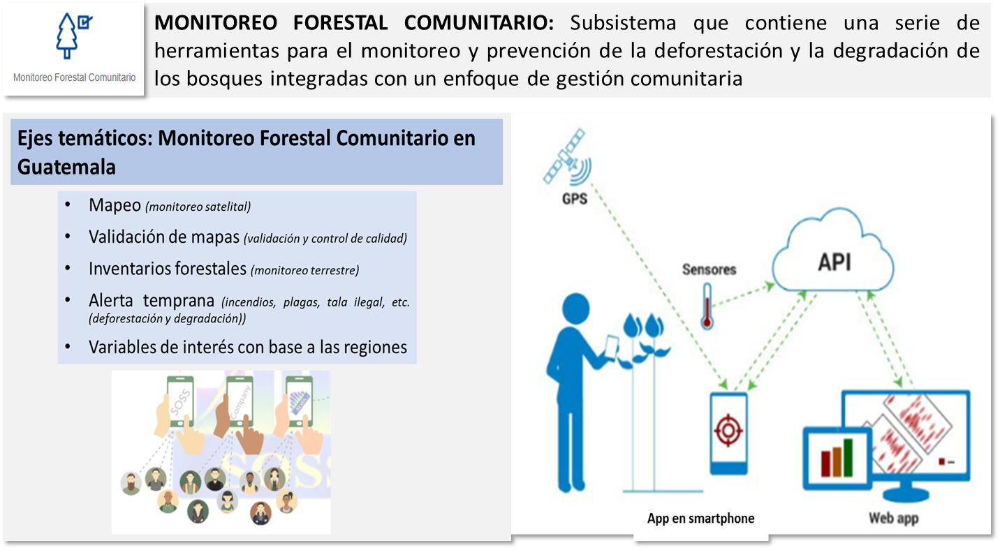 Monitoreo Forestal Comunitario
MONITOREO FORESTAL COMUNITARIO: Subsistema que contiene una serie de
herramientas para el monitoreo y prevención de la deforestación y la degradación de
los bosques integradas con un enfoque de gestión comunitaria
Ejes temáticos: Monitoreo Forestal Comunitario en
Guatemala
• Mapeo (monitoreo satelital)
• Validación de mapas (validación y control de calidad)
• Inventarios forestales (monitoreo terrestre)
• Alerta temprana (incendios, plagas, tala ilegal, etc.
(deforestación y degradación))
• Variables de interés con base a las regiones
SOSS
Company
SOSS
GPS
Sensores
API
App en smartphone
Web app